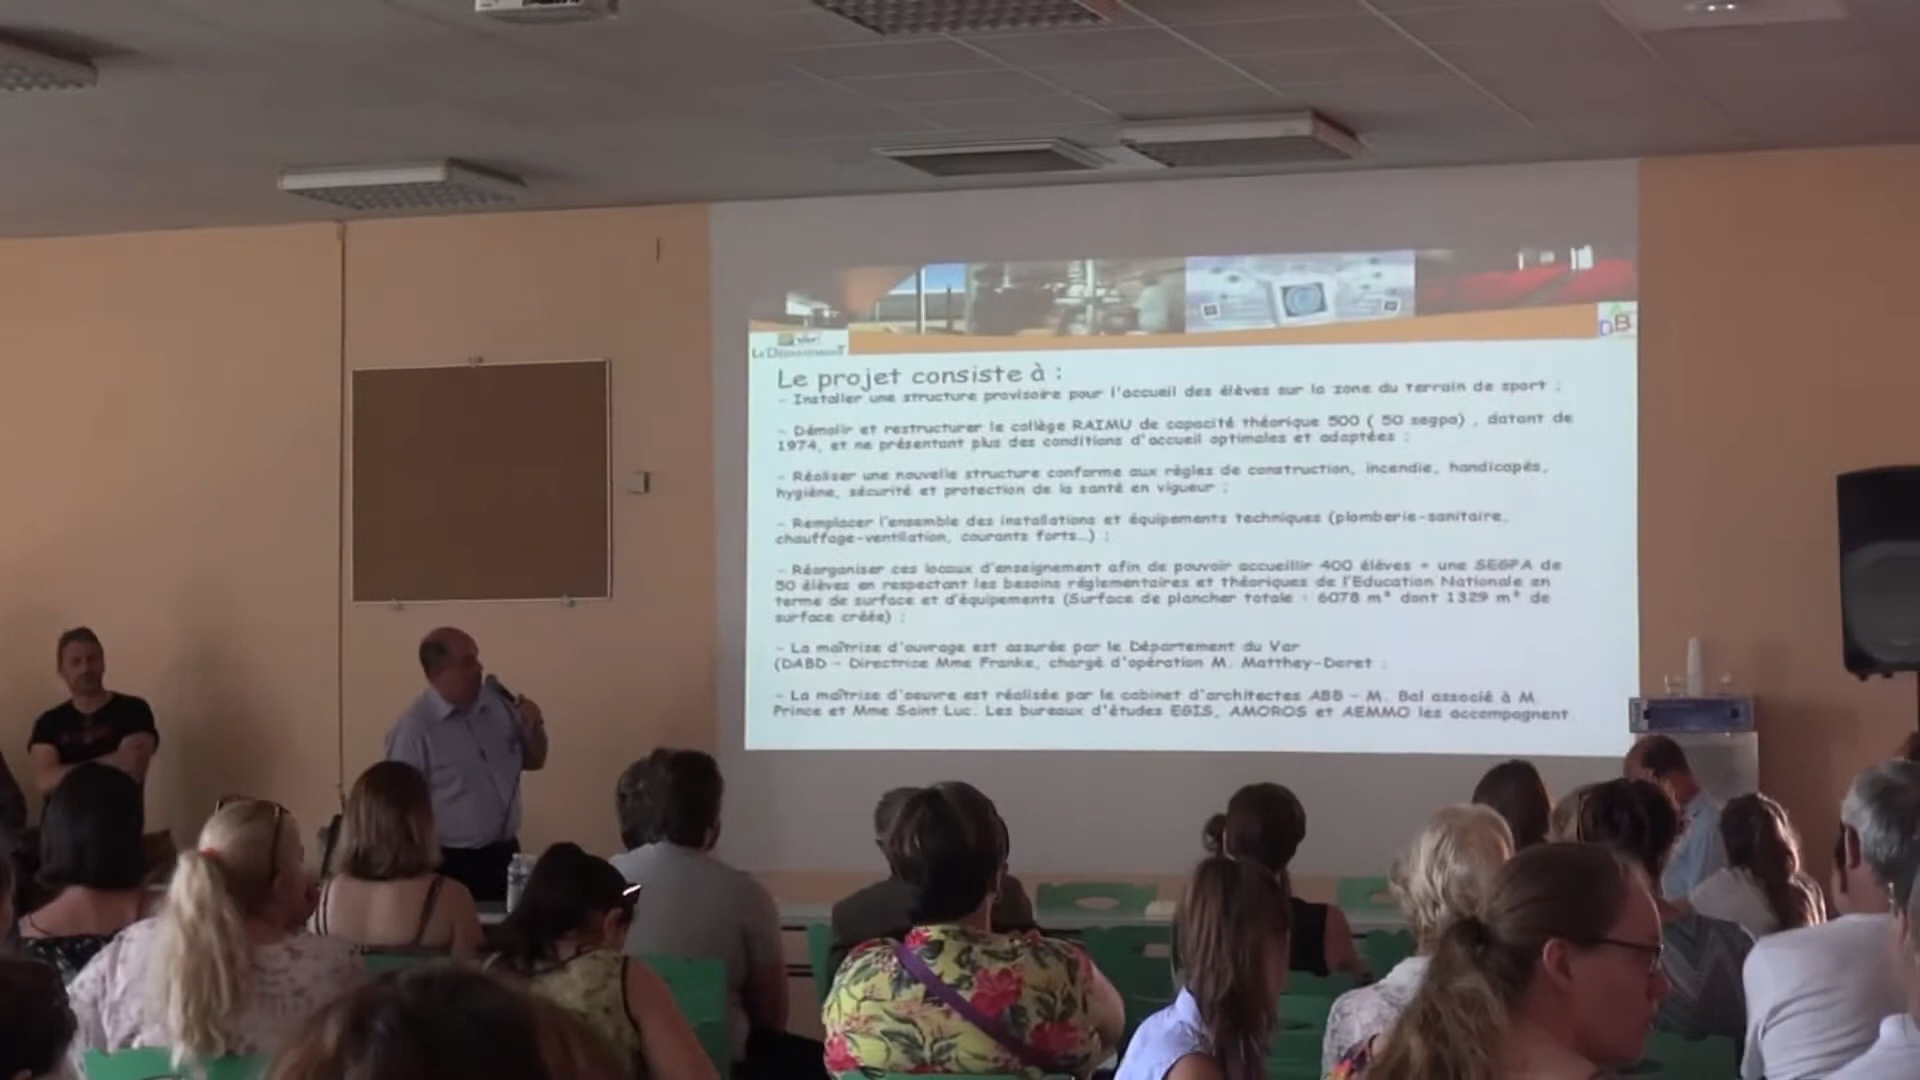 Le Département
DB
Le projet consiste à :
- Installer une structure provisoire pour l'accueil des élèves sur la zone du terrain de sport ;
- Démolir et restructurer le collège RAIMU de capacité théorique 500 ( 50 segpa) , datant de
1974, et ne présentant plus des conditions d'accueil optimales et adaptées ;
- Réaliser une nouvelle structure conforme aux règles de construction, incendie, handicapés,
hygiène, sécurité et protection de la santé en vigueur ;
- Remplacer l'ensemble des installations et équipements techniques (plomberie-sanitaire,
chauffage-ventilation, courants forts…) ;
- Réorganiser ces locaux d'enseignement afin de pouvoir accueillir 400 élèves + une SEGPA de
50 élèves en respectant les besoins réglementaires et théoriques de l'Education Nationale en
terme de surface et d'équipements (Surface de plancher totale : 6078 m² dont 1329 m² de
surface créée) ;
- La maîtrise d'ouvrage est assurée par le Département du Var
(DABD - Directrice Mme Franke, chargé d'opération M. Matthey-Doret ;
- La maîtrise d'oeuvre est réalisée par le cabinet d'architectes ABB - M. Bal associé à M.
Prince et Mme Saint Luc. Les bureaux d'études EGIS, AMOROS et AEMMO les accompagnent